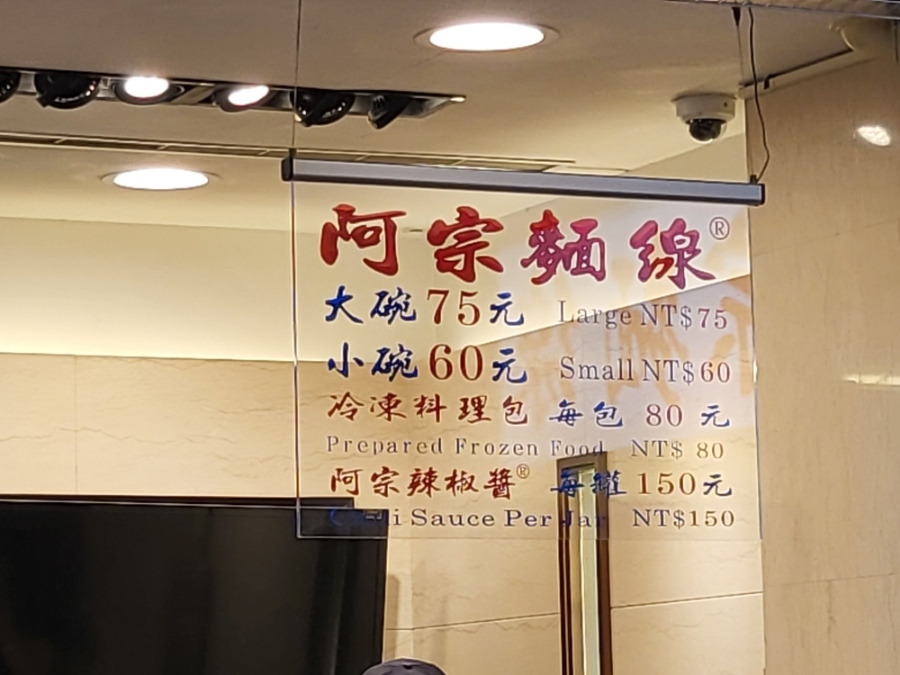 阿宗麵線®
大碗75元 Large NT$75
小碗60元 Small NT$60
冷凍料理包 每包 80 元
Prepared Frozen Food NT$ 80
阿宗辣椒醬® 每罐 150元
Chili Sauce Per Jar NT$150